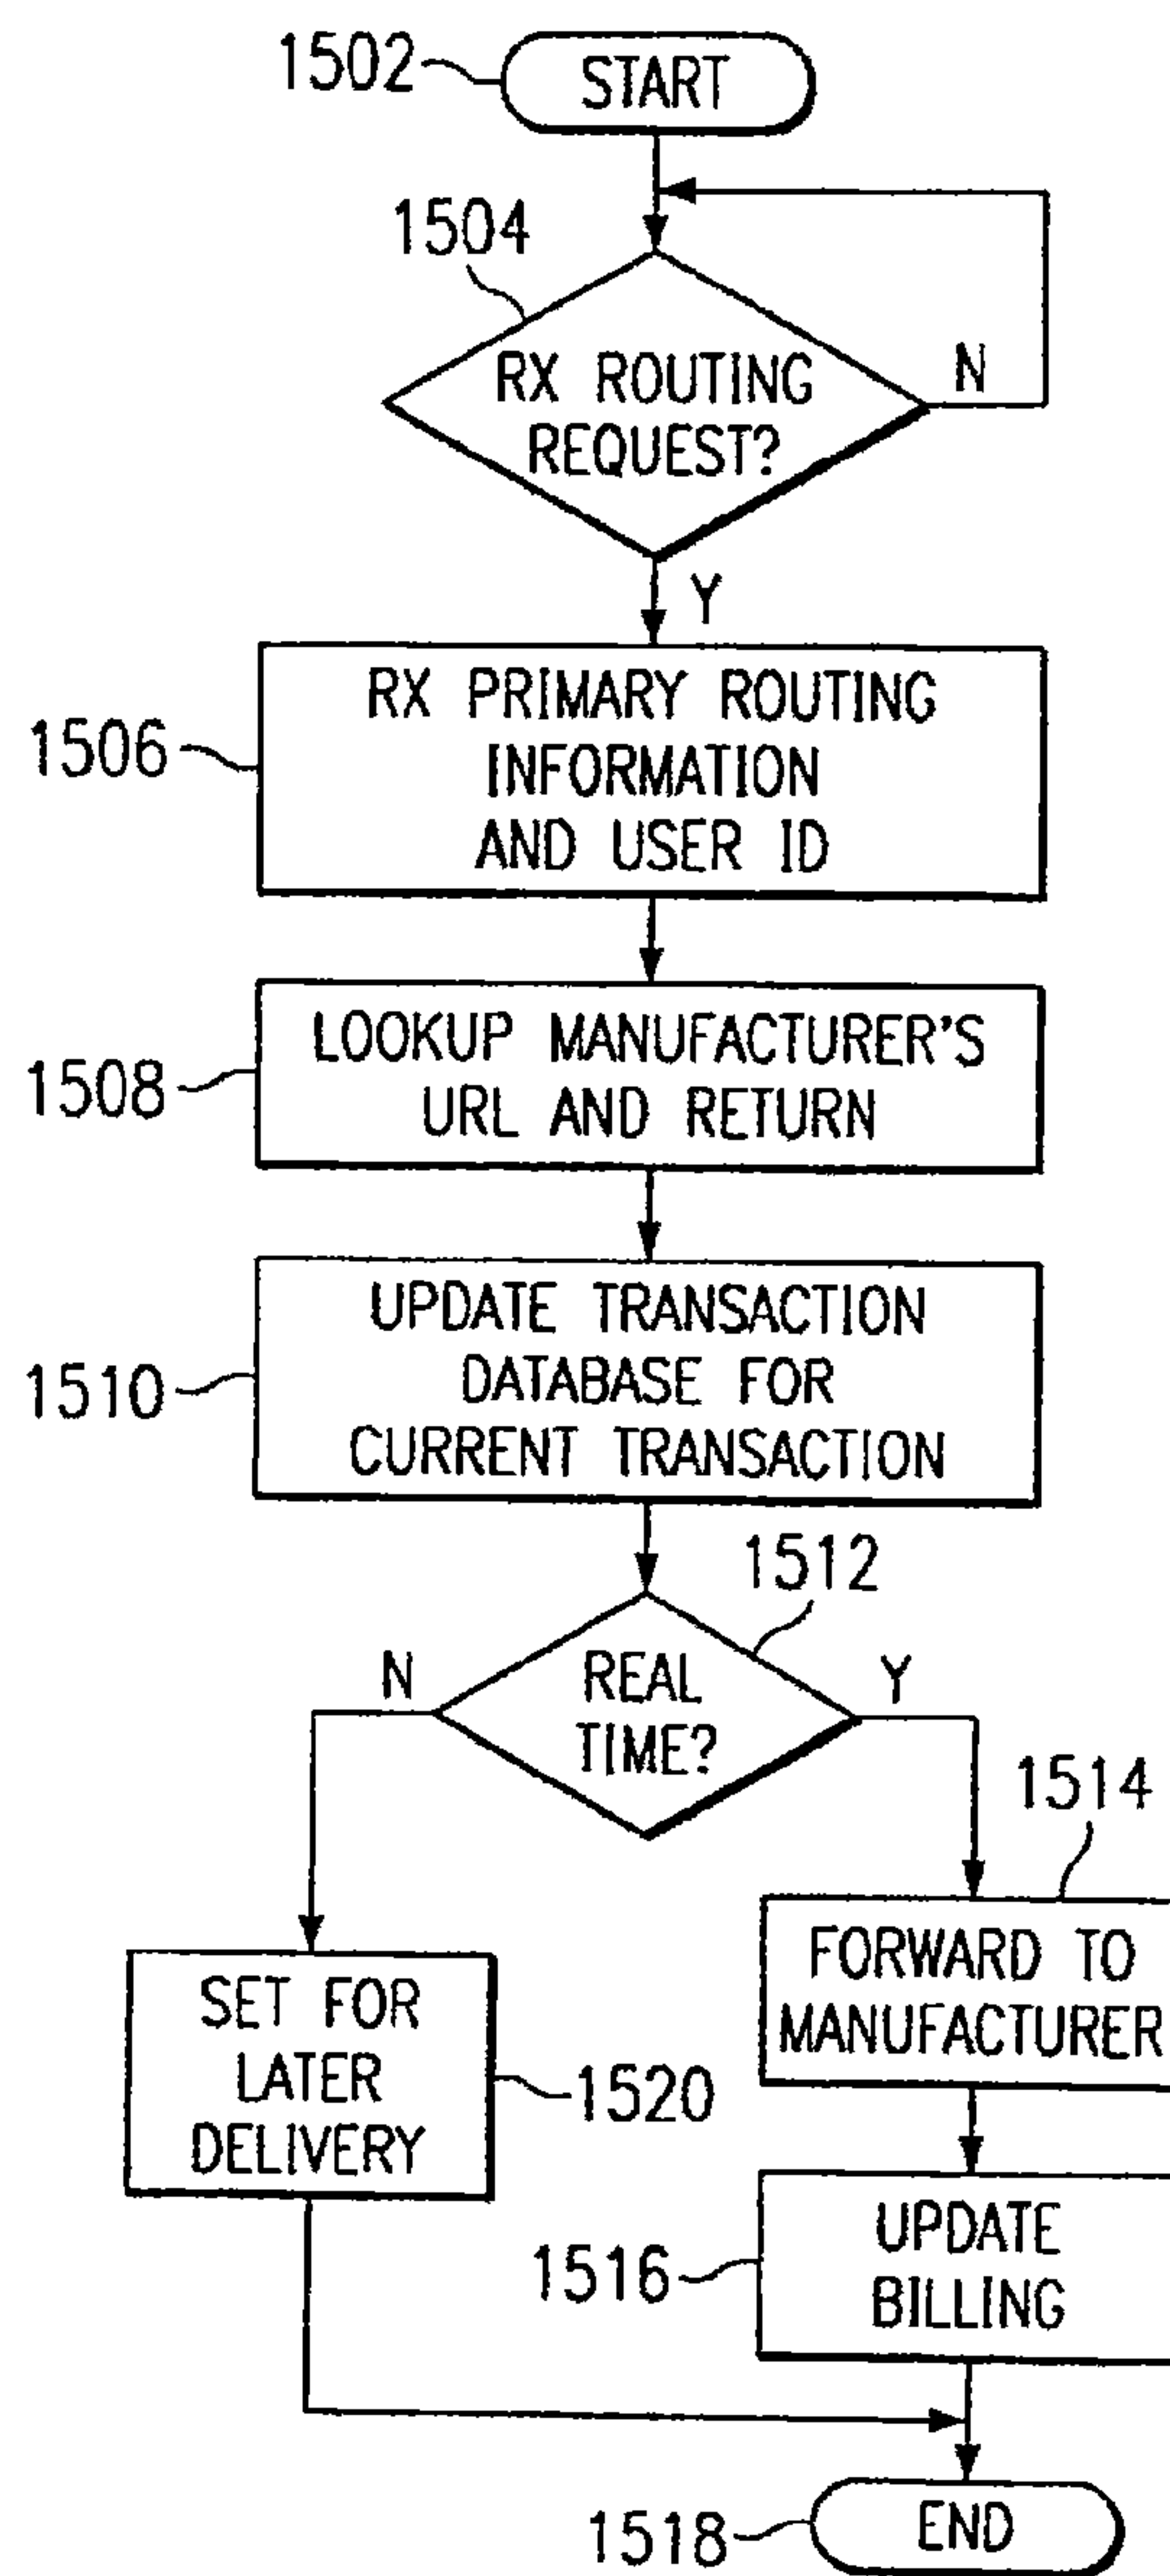 1502
START
1504
RX ROUTING
REQUEST?
N
Y
RX PRIMARY ROUTING
INFORMATION
AND USER ID
1506
LOOKUP MANUFACTURER'S
URL AND RETURN
1508
UPDATE TRANSACTION
DATABASE FOR
CURRENT TRANSACTION
1510
1512
REAL
TIME?
N
Y
1514
FORWARD TO
MANUFACTURER
SET FOR
LATER
DELIVERY
1520
UPDATE
BILLING
1516
END
1518